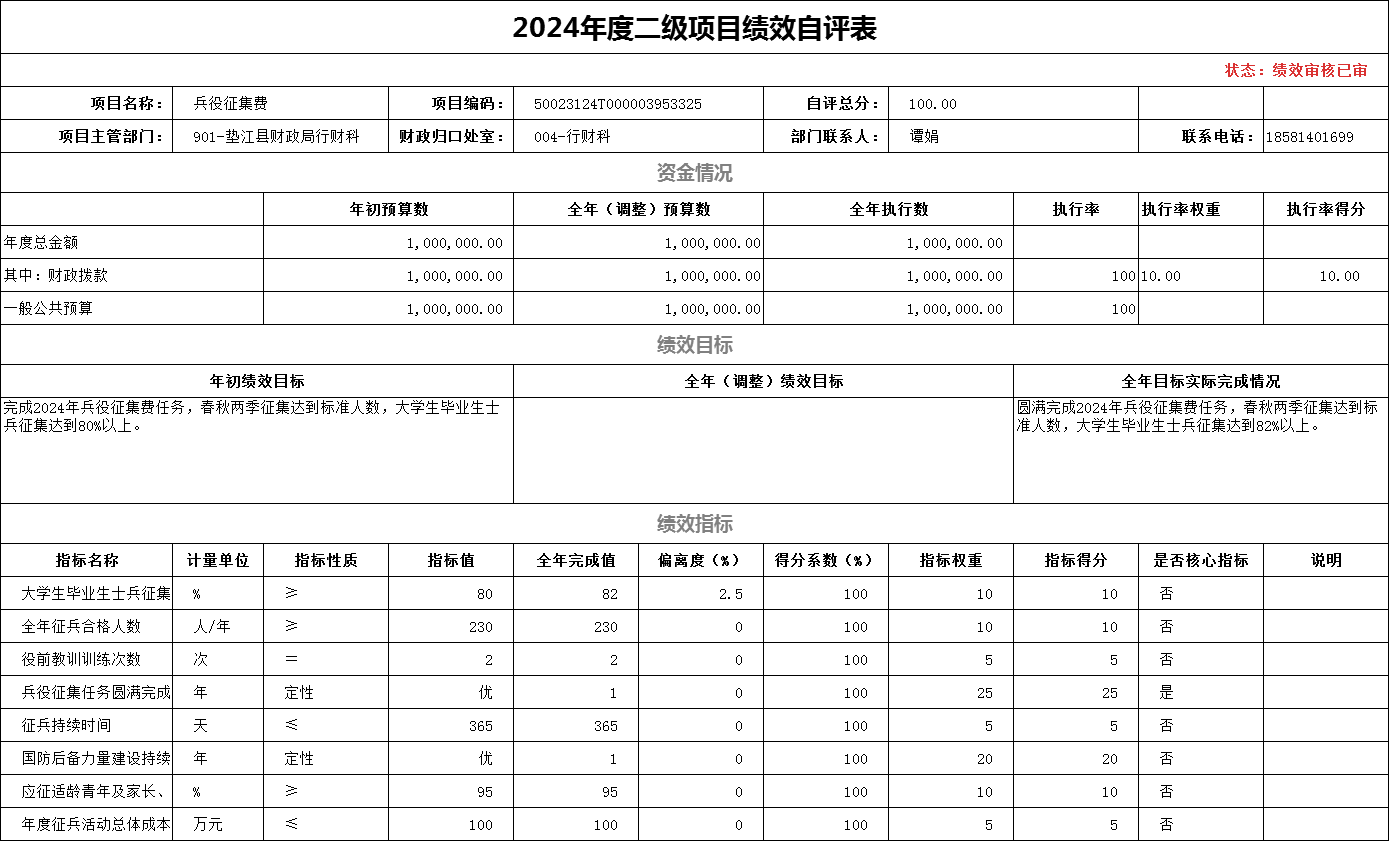 2024年度二级项目绩效自评表
状态：绩效审核已审
项目名称： 兵役征集费 项目编码： 50023124T000003953325 自评总分： 100.00
项目主管部门： 901-垫江县财政局行财科 财政归口处室： 004-行财科 部门联系人： 谭娟 联系电话： 18581401699
资金情况
年初预算数 全年（调整）预算数 全年执行数 执行率 执行率权重 执行率得分
年度总金额 1,000,000.00 1,000,000.00 1,000,000.00
其中：财政拨款 1,000,000.00 1,000,000.00 1,000,000.00 100 10.00 10.00
一般公共预算 1,000,000.00 1,000,000.00 1,000,000.00 100
绩效目标
年初绩效目标 全年（调整）绩效目标 全年目标实际完成情况
完成2024年兵役征集费任务，春秋两季征集达到标准人数，大学生毕业生士
兵征集达到80%以上。
圆满完成2024年兵役征集费任务，春秋两季征集达到标
准人数，大学生毕业生士兵征集达到82%以上。
绩效指标
指标名称 计量单位 指标性质 指标值 全年完成值 偏离度（%） 得分系数（%） 指标权重 指标得分 是否核心指标 说明
大学生毕业生士兵征集 % ≥ 80 82 2.5 100 10 10 否
全年征兵合格人数 人/年 ≥ 230 230 0 100 10 10 否
役前教训训练次数 次 ＝ 2 2 0 100 5 5 否
兵役征集任务圆满完成 年 定性 优 1 0 100 25 25 是
征兵持续时间 天 ≤ 365 365 0 100 5 5 否
国防后备力量建设持续 年 定性 优 1 0 100 20 20 否
应征适龄青年及家长、 % ≥ 95 95 0 100 10 10 否
年度征兵活动总体成本 万元 ≤ 100 100 0 100 5 5 否